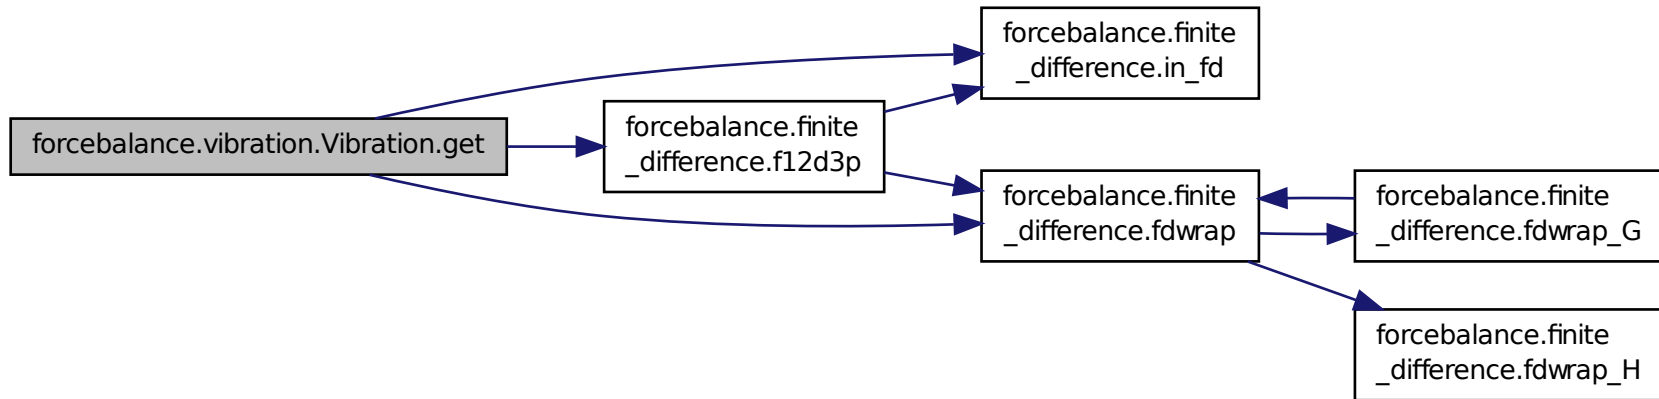 forcebalance.vibration.Vibration.get
forcebalance.finite
_difference.f12d3p
forcebalance.finite
_difference.in_fd
forcebalance.finite
_difference.fdwrap
forcebalance.finite
_difference.fdwrap_G
forcebalance.finite
_difference.fdwrap_H